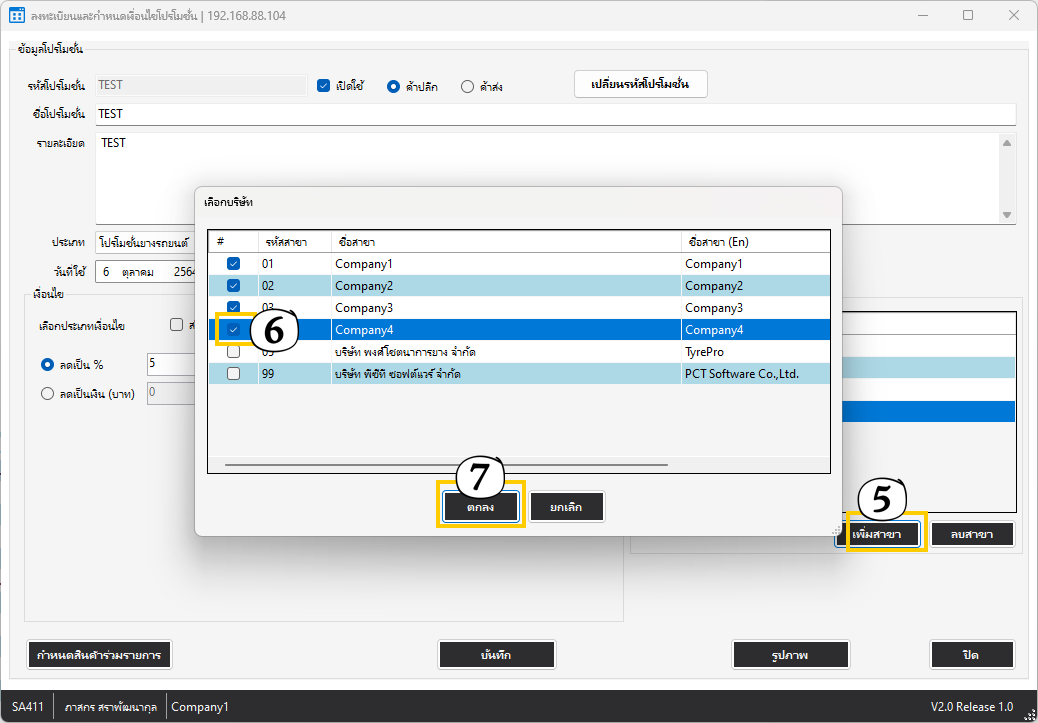 ลงทะเบียนและกำหนดเงื่อนไขโปรโมชั่น | 192.168.88.104
ข้อมูลโปรโมชั่น
รหัสโปรโมชั่น TEST เปิดใช้ ค้าปลีก ค้าส่ง เปลี่ยนรหัสโปรโมชั่น
ชื่อโปรโมชั่น TEST
รายละเอียด TEST
ประเภท โปรโมชั่นยางรถยนต์
วันที่ใช้ 6 ตุลาคม 2564
เงื่อนไข
เลือกประเภทเงื่อนไข
ลดเป็น % 5
ลดเป็นเงิน (บาท) 0
เลือกบริษัท
# รหัสสาขา ชื่อสาขา ชื่อสาขา (En)
01 Company1 Company1
02 Company2 Company2
03 Company3 Company3
Company4 Company4
บริษัท พงศ์โชตนาการยาง จำกัด TyrePro
99 บริษัท พีซีที ซอฟต์แวร์ จำกัด PCT Software Co.,Ltd.
6
7
ตกลง ยกเลิก
5
เพิ่มสาขา ลบสาขา
กำหนดสินค้าร่วมรายการ บันทึก รูปภาพ ปิด
SA411 ภาสกร สราพัฒนากุล Company1 V2.0 Release 1.0